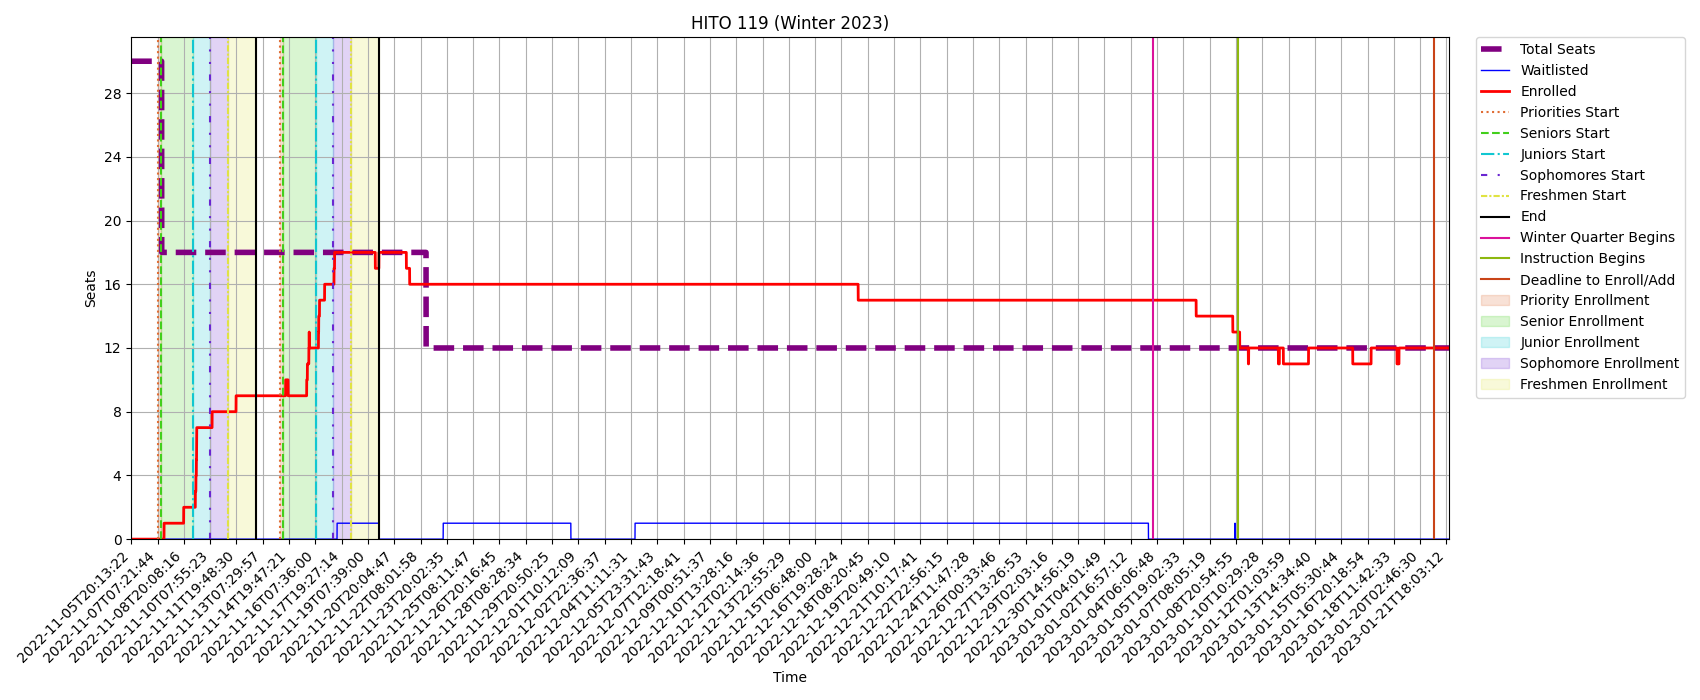 HITO 119 (Winter 2023)
Seats
28
24
20
16
12
8
4
0
Total Seats
Waitlisted
Enrolled
Priorities Start
Seniors Start
Juniors Start
Sophomores Start
Freshmen Start
End
Winter Quarter Begins
Instruction Begins
Deadline to Enroll/Add
Priority Enrollment
Senior Enrollment
Junior Enrollment
Sophomore Enrollment
Freshmen Enrollment
2022-11-05T20:13:22
2022-11-07T07:21:44
2022-11-08T20:08:16
2022-11-10T07:55:23
2022-11-11T19:48:30
2022-11-13T07:29:57
2022-11-14T19:47:21
2022-11-16T07:36:00
2022-11-17T19:27:14
2022-11-19T07:39:00
2022-11-20T20:04:47
2022-11-22T08:01:58
2022-11-23T20:02:35
2022-11-25T08:11:47
2022-11-26T20:16:45
2022-11-28T08:28:34
2022-11-29T20:50:25
2022-12-01T10:12:09
2022-12-02T22:36:37
2022-12-04T11:11:31
2022-12-05T23:31:43
2022-12-07T12:18:41
2022-12-09T00:51:37
2022-12-10T13:28:16
2022-12-12T02:14:36
2022-12-13T22:55:29
2022-12-15T06:48:00
2022-12-16T19:28:24
2022-12-18T08:20:45
2022-12-19T20:49:10
2022-12-21T10:17:41
2022-12-22T22:56:15
2022-12-24T11:47:28
2022-12-26T00:33:46
2022-12-27T13:26:53
2022-12-29T02:03:16
2022-12-30T14:56:19
2023-01-01T04:01:49
2023-01-02T16:57:12
2023-01-04T06:06:48
2023-01-05T19:02:33
2023-01-07T08:05:19
2023-01-08T20:54:55
2023-01-10T10:29:28
2023-01-12T01:03:59
2023-01-13T14:34:40
2023-01-15T05:30:44
2023-01-16T20:18:54
2023-01-18T11:42:33
2023-01-20T02:46:30
2023-01-21T18:03:12
Time